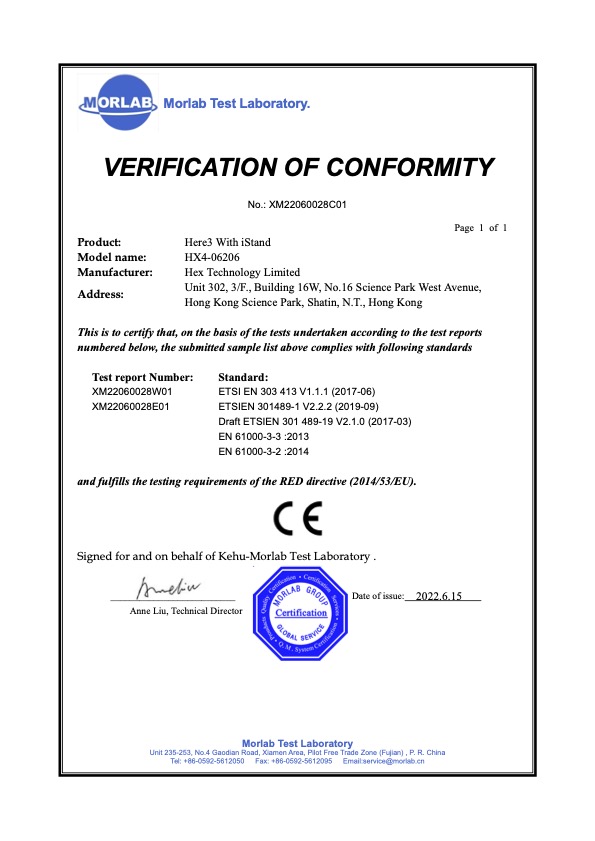 MORLAB Morlab Test Laboratory.
VERIFICATION OF CONFORMITY
No.: XM22060028C01
Page 1 of 1
Product: Here3 With iStand
Model name: HX4-06206
Manufacturer: Hex Technology Limited
Address: Unit 302, 3/F., Building 16W, No.16 Science Park West Avenue,
Hong Kong Science Park, Shatin, N.T., Hong Kong
This is to certify that, on the basis of the tests undertaken according to the test reports
numbered below, the submitted sample list above complies with following standards
Test report Number: Standard:
XM22060028W01 ETSI EN 303 413 V1.1.1 (2017-06)
XM22060028E01 ETSIEN 301489-1 V2.2.2 (2019-09)
Draft ETSIEN 301 489-19 V2.1.0 (2017-03)
EN 61000-3-3 :2013
EN 61000-3-2 :2014
and fulfills the testing requirements of the RED directive (2014/53/EU).
CE
Signed for and on behalf of Kehu-Morlab Test Laboratory .
Anne Liu, Technical Director
Products Quality Certification • Certification Services •
Q. M. System Certification •
MORLAB GROUP
Certification
GLOBAL SERVICE
Date of issue: 2022.6.15
Morlab Test Laboratory
Unit 235-253, No.4 Gaodian Road, Xiamen Area, Pilot Free Trade Zone (Fujian) , P. R. China
Tel: +86-0592-5612050 Fax: +86-0592-5612095 Email:service@morlab.cn